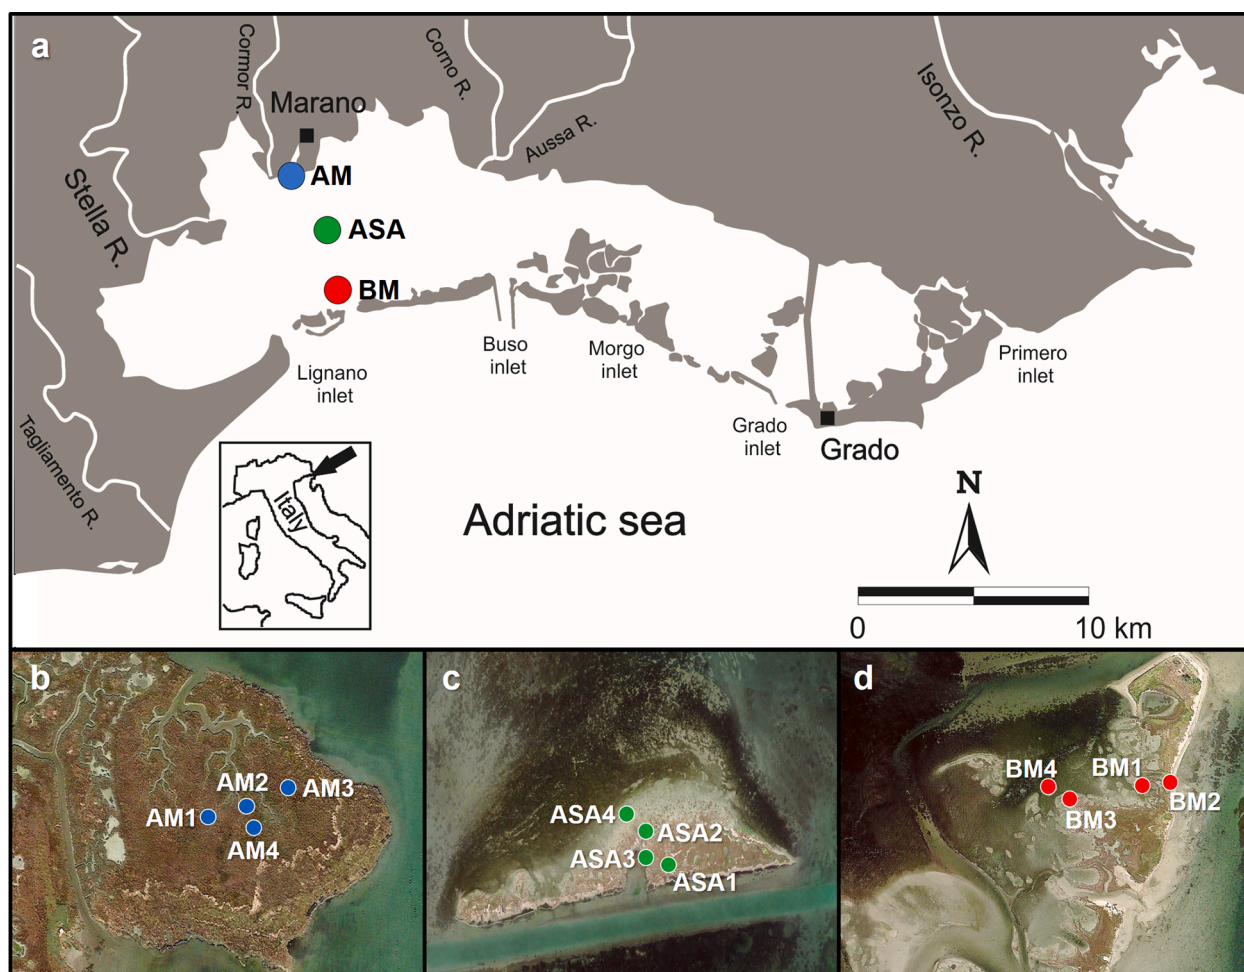 a
Cormor R.
Marano
Corno R.
Aussa R.
Isonzo R.
Stella R.
AM
ASA
BM
Lignano
inlet
Buso
inlet
Morgo
inlet
Grado
inlet
Primero
inlet
Grado
Tagliamento R.
Italy
Adriatic sea
N
0
10 km
b
AM1
AM2
AM3
AM4
c
ASA4
ASA2
ASA3
ASA1
d
BM4
BM1
BM3
BM2